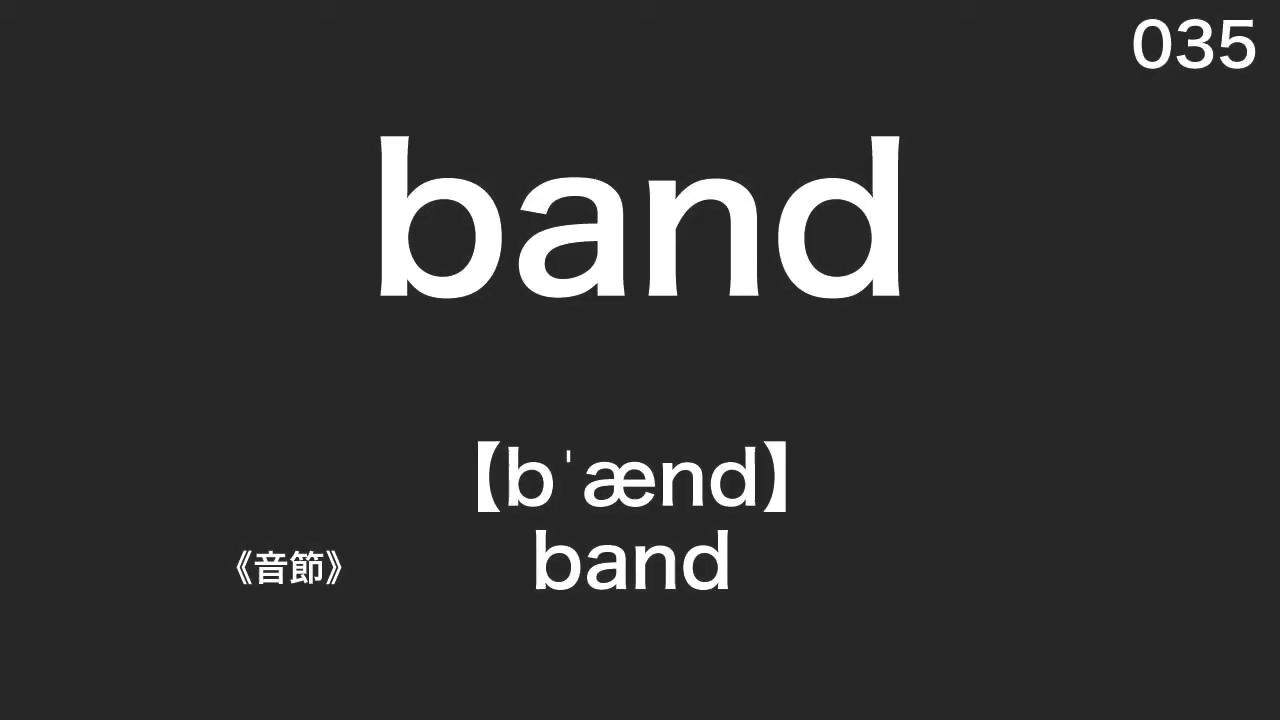 035
band
【bˈænd】
《音節》 band